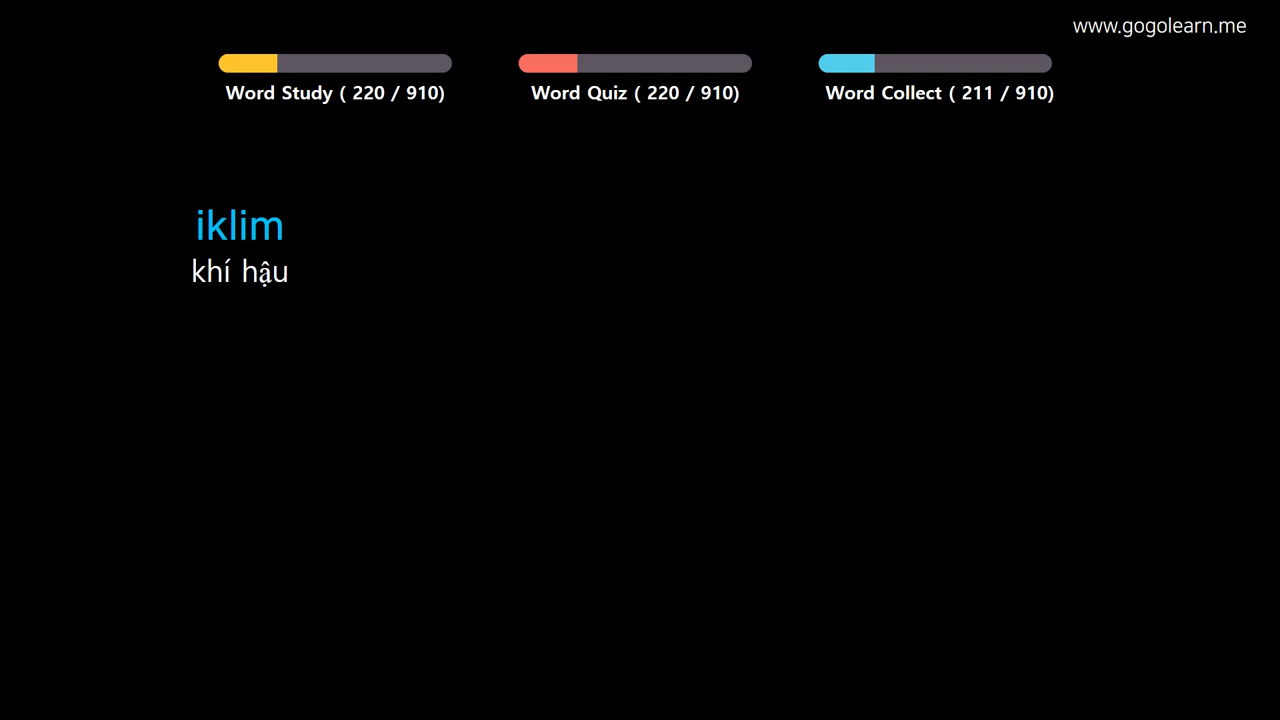 www.gogolearn.me
Word Study ( 220 / 910)
Word Quiz ( 220 / 910)
Word Collect ( 211 / 910)
iklim
khí hậu